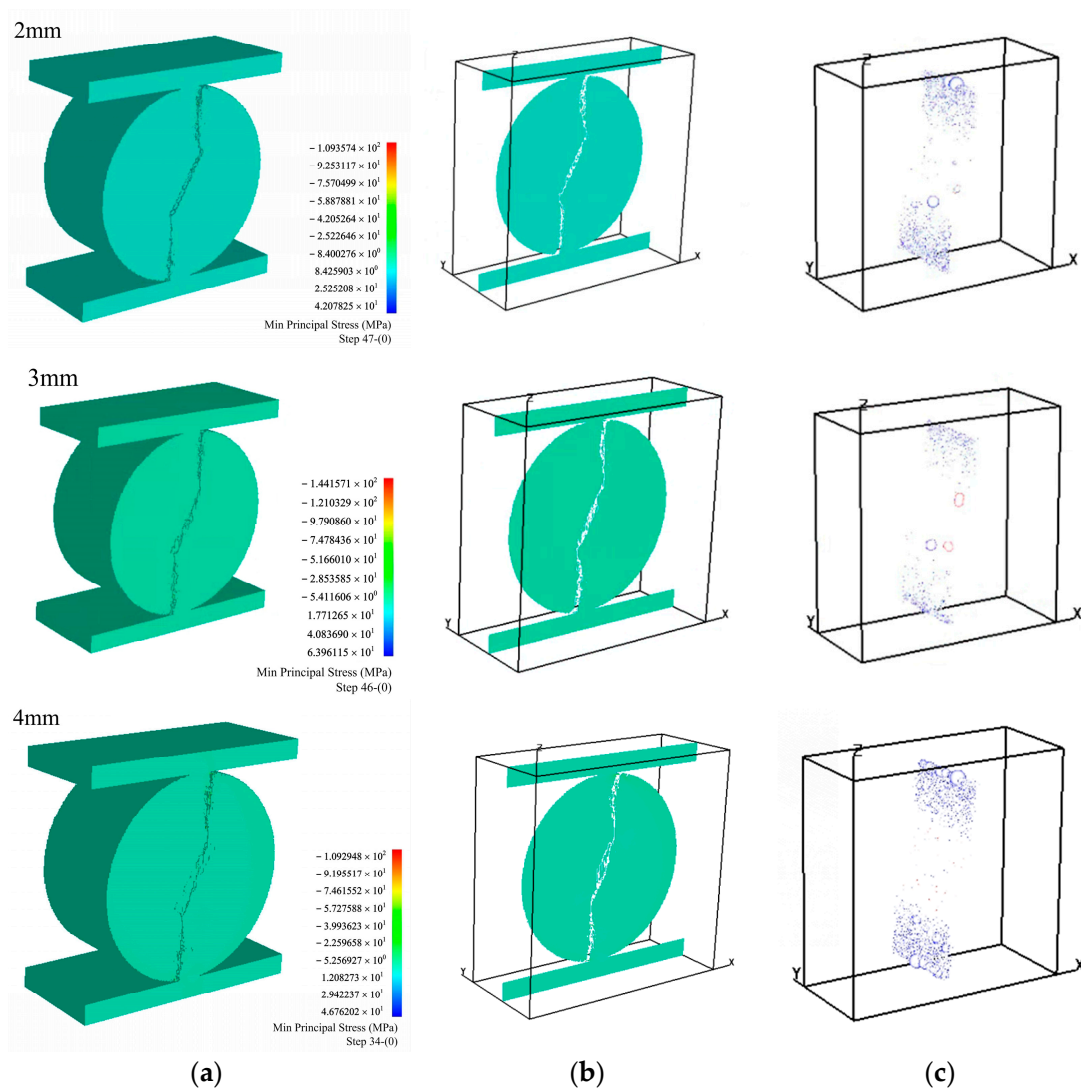 2mm
− 1.093574 × 10²
− 9.253117 × 10¹
− 7.570499 × 10¹
− 5.887881 × 10¹
− 4.205264 × 10¹
− 2.522646 × 10¹
− 8.400276 × 10⁰
8.425903 × 10⁰
2.525208 × 10¹
4.207825 × 10¹
Min Principal Stress (MPa)
Step 47-(0)
Z
Y
X
Z
Y
X
3mm
− 1.441571 × 10²
− 1.210329 × 10²
− 9.790860 × 10¹
− 7.478436 × 10¹
− 5.166010 × 10¹
− 2.853585 × 10¹
− 5.411606 × 10⁰
1.771265 × 10¹
4.083690 × 10¹
6.396115 × 10¹
Min Principal Stress (MPa)
Step 46-(0)
Z
Y
X
Z
Y
X
4mm
− 1.092948 × 10²
− 9.195517 × 10¹
− 7.461552 × 10¹
− 5.727588 × 10¹
− 3.993623 × 10¹
− 2.259658 × 10¹
− 5.256927 × 10⁰
1.208273 × 10¹
2.942237 × 10¹
4.676202 × 10¹
Min Principal Stress (MPa)
Step 34-(0)
Z
Y
X
Z
Y
X
(a) (b) (c)